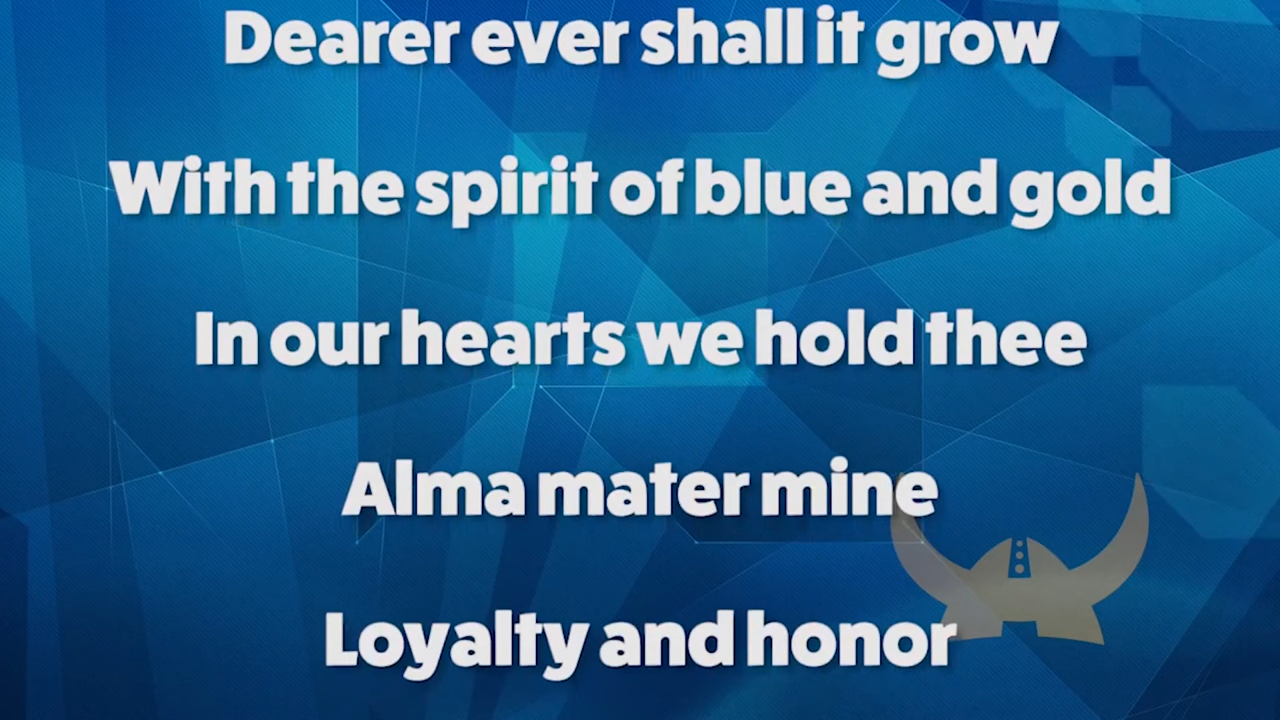 Dearer ever shall it grow
With the spirit of blue and gold
In our hearts we hold thee
Alma mater mine
Loyalty and honor